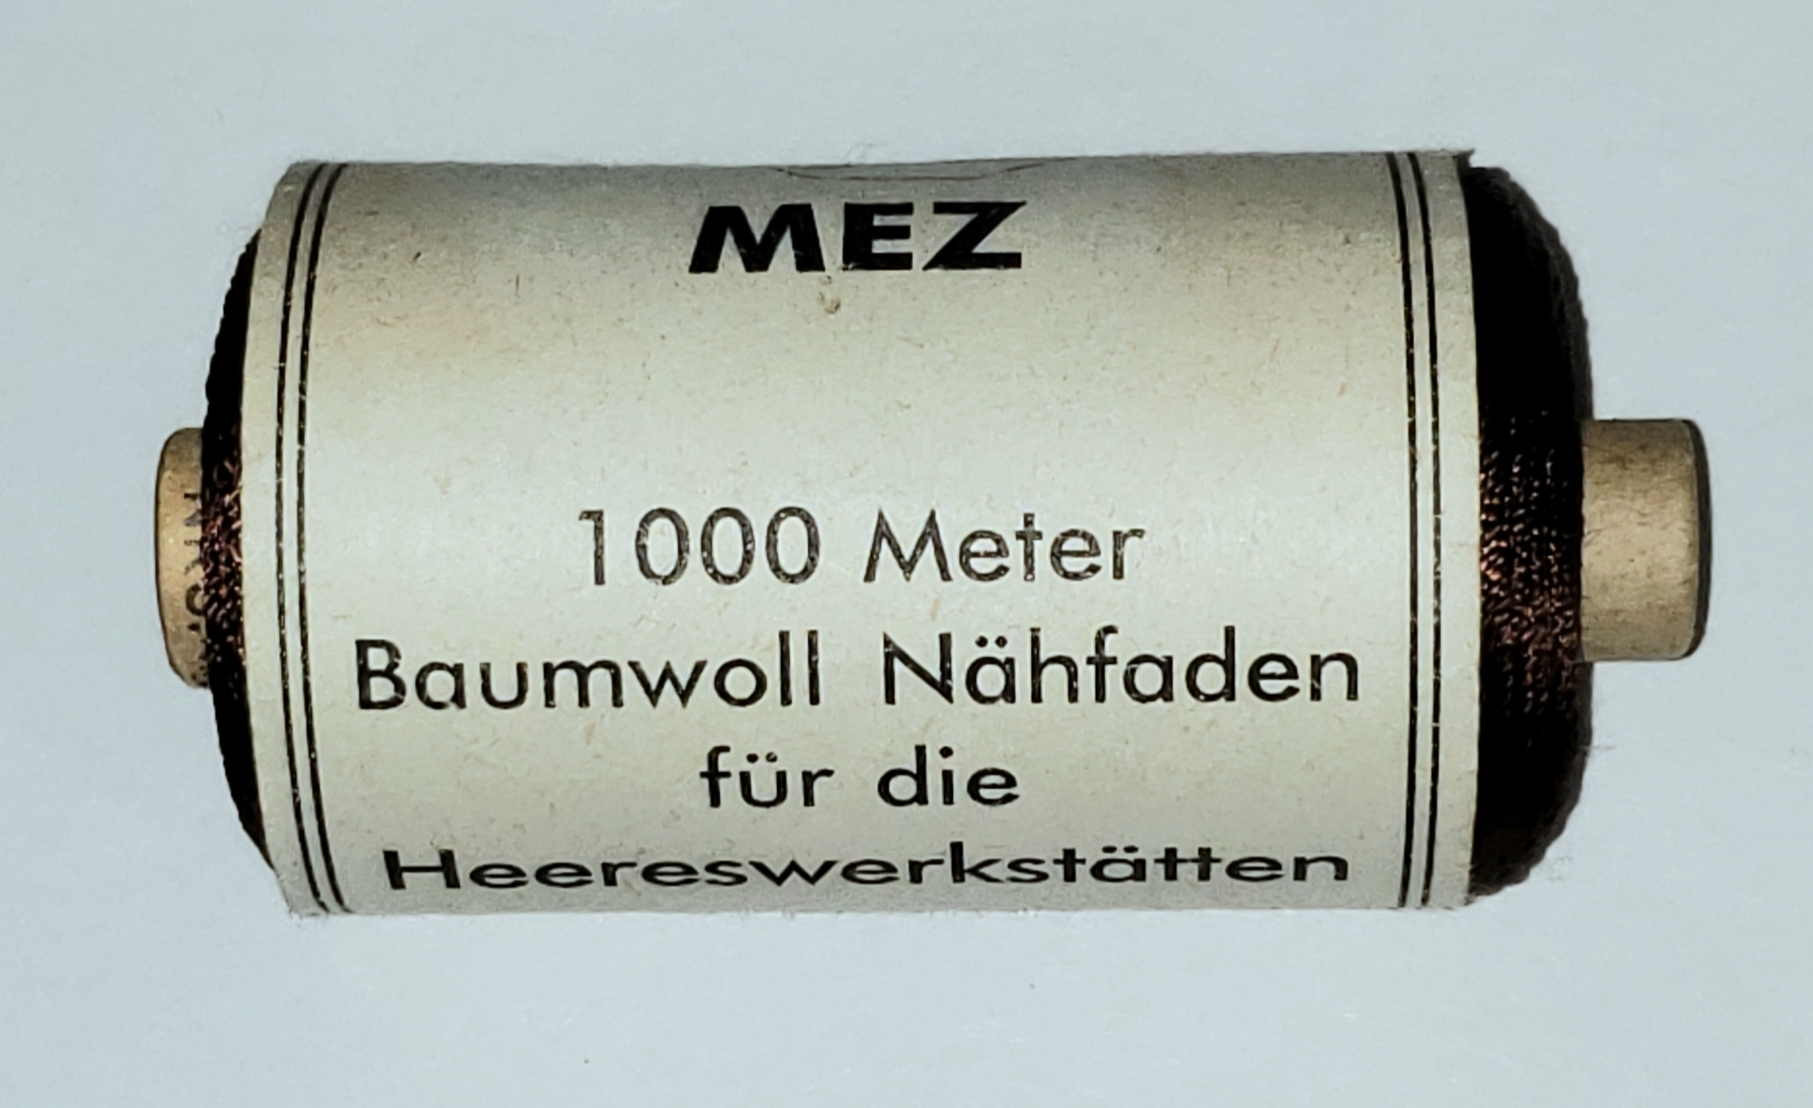 MEZ
1000 Meter
Baumwoll Nähfaden
für die
Heereswerkstätten